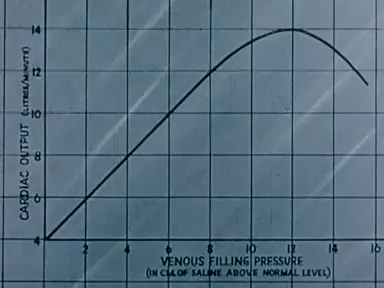 CARDIAC OUTPUT (LITRES/MINUTE)
14
12
10
8
6
4
2 4 6 8 10 12 14 16
VENOUS FILLING PRESSURE
(IN CM. OF SALINE ABOVE NORMAL LEVEL)